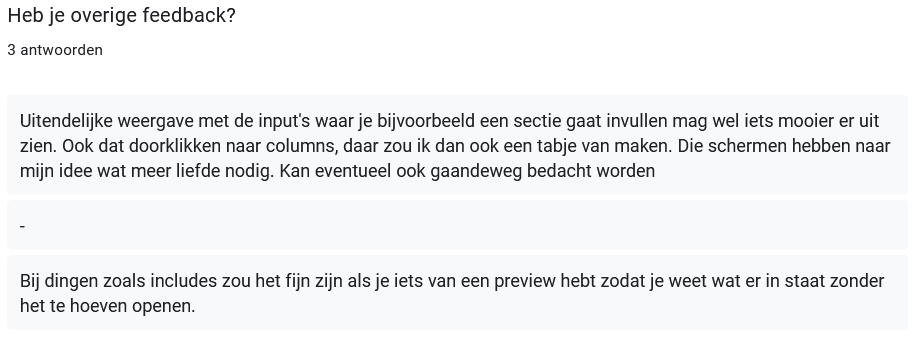 Heb je overige feedback?
3 antwoorden
Uitendelijke weergave met de input's waar je bijvoorbeeld een sectie gaat invullen mag wel iets mooier er uit
zien. Ook dat doorklikken naar columns, daar zou ik dan ook een tabje van maken. Die schermen hebben naar
mijn idee wat meer liefde nodig. Kan eventueel ook gaandeweg bedacht worden
-
Bij dingen zoals includes zou het fijn zijn als je iets van een preview hebt zodat je weet wat er in staat zonder
het te hoeven openen.